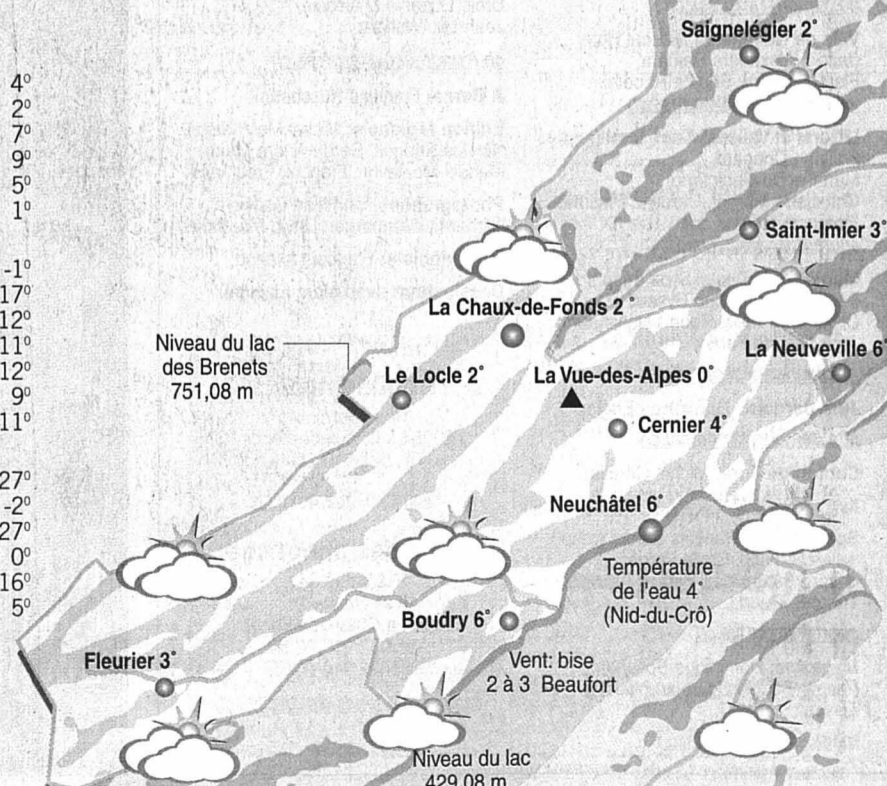 4°
2°
7°
9°
5°
1°
-1°
17°
12°
11°
12°
9°
11°
27°
-2°
27°
0°
16°
5°
Saignelégier 2°
Saint-Imier 3°
La Chaux-de-Fonds 2°
Niveau du lac
des Brenets
751,08 m
La Neuveville 6°
Le Locle 2°
La Vue-des-Alpes 0°
Cernier 4°
Neuchâtel 6°
Température
de l'eau 4°
(Nid-du-Crô)
Boudry 6°
Fleurier 3°
Vent: bise
2 à 3 Beaufort
Niveau du lac
429,08 m